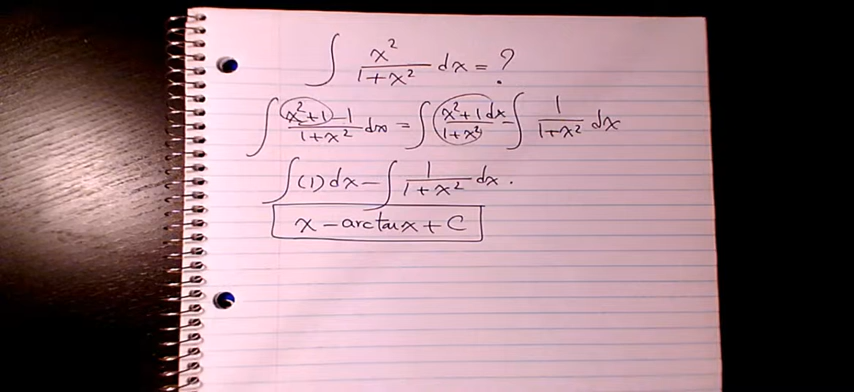 ∫ x²/(1+x²) dx = ?
∫ (x²+1-1)/(1+x²) dx = ∫ (x²+1)/(1+x²) dx - ∫ 1/(1+x²) dx
∫ (1) dx - ∫ 1/(1+x²) dx.
x - arctan x + C